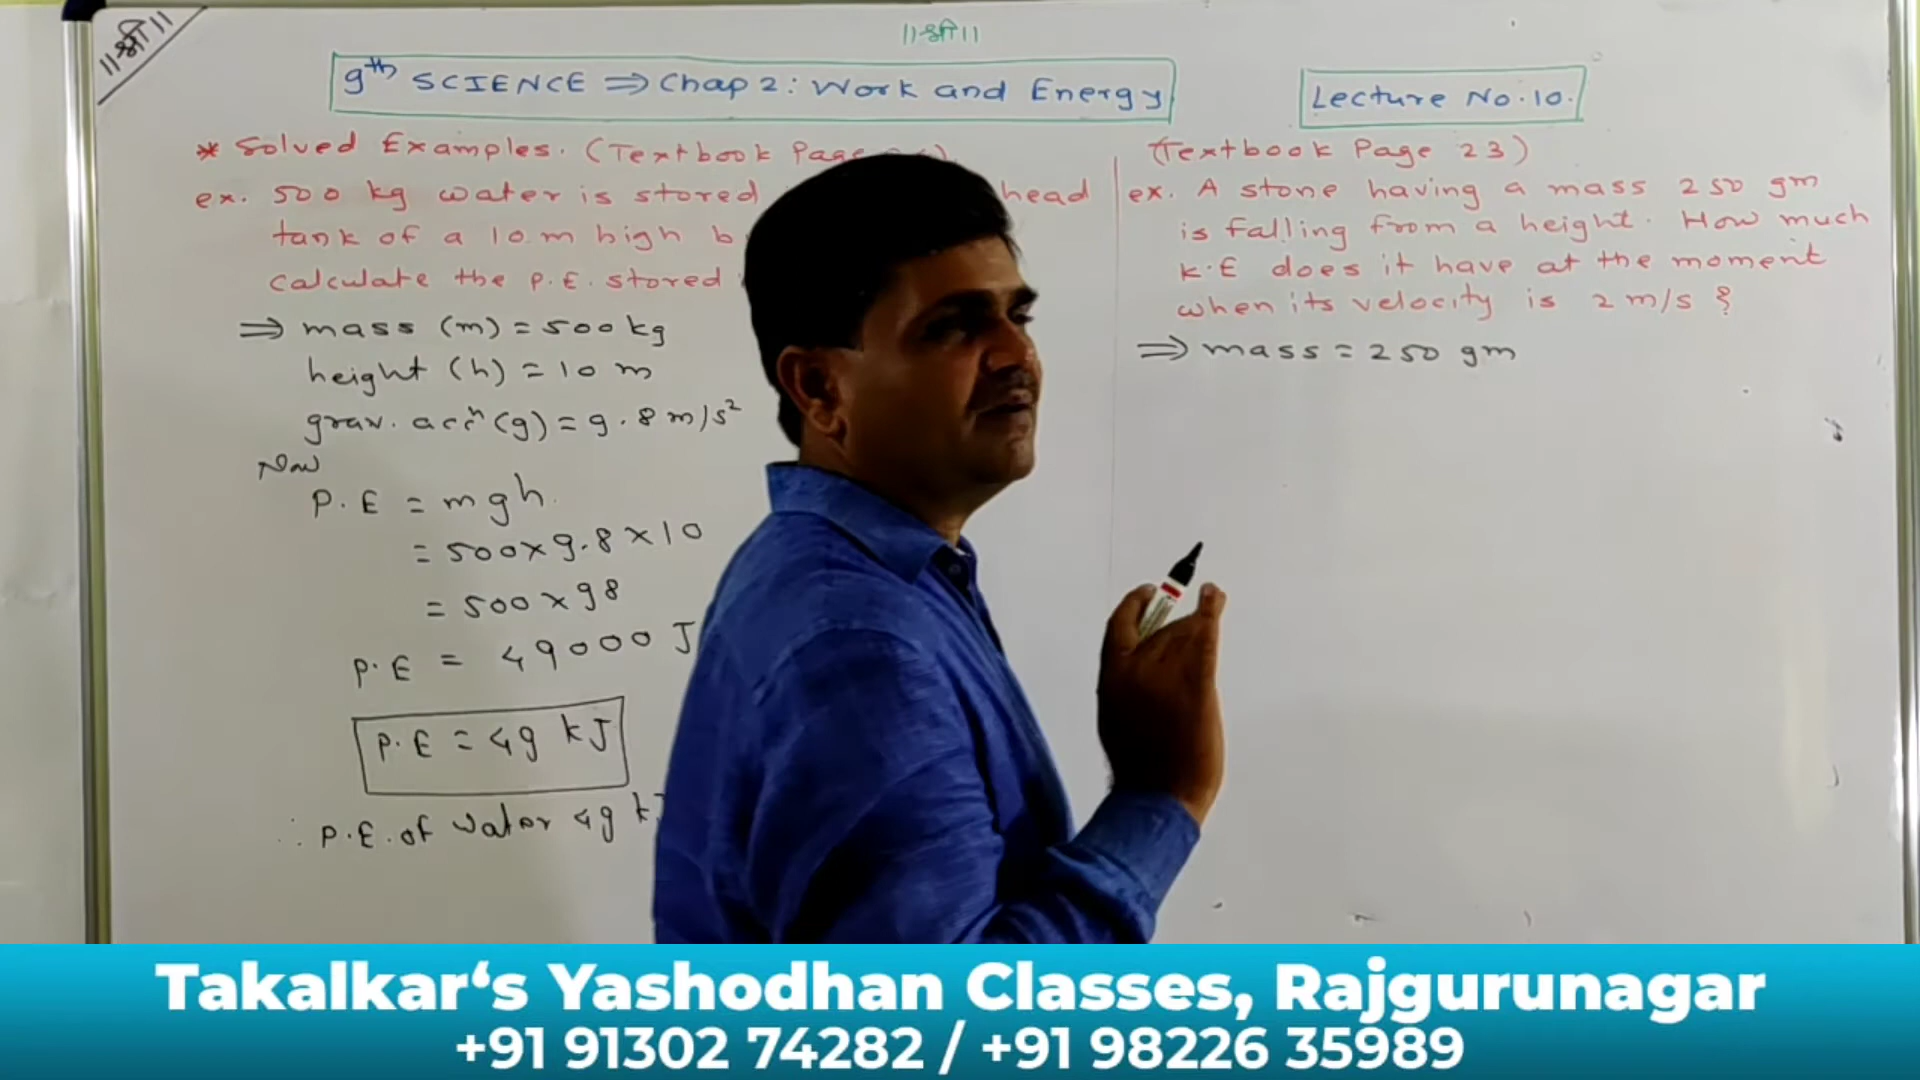 ॥श्री॥
॥श्री॥
9th SCIENCE ⇒ Chap 2: Work and Energy
Lecture No. 10.
* Solved Examples. (Textbook Page
ex. 500 kg water is stored head
tank of a 10 m high
calculate the P.E. stored
⇒ mass (m) = 500 kg
height (h) = 10 m
grav. accn (g) = 9.8 m/s²
Now
P.E = mgh.
= 500 x 9.8 x 10
= 500 x 98
P.E = 49000 J
P.E = 49 kJ
∴ P.E. of water 49 kJ
(Textbook Page 23)
ex. A stone having a mass 250 gm
is falling from a height. How much
K.E does it have at the moment
when its velocity is 2 m/s ?
⇒ mass = 250 gm
Takalkar‘s Yashodhan Classes, Rajgurunagar
+91 91302 74282 / +91 98226 35989